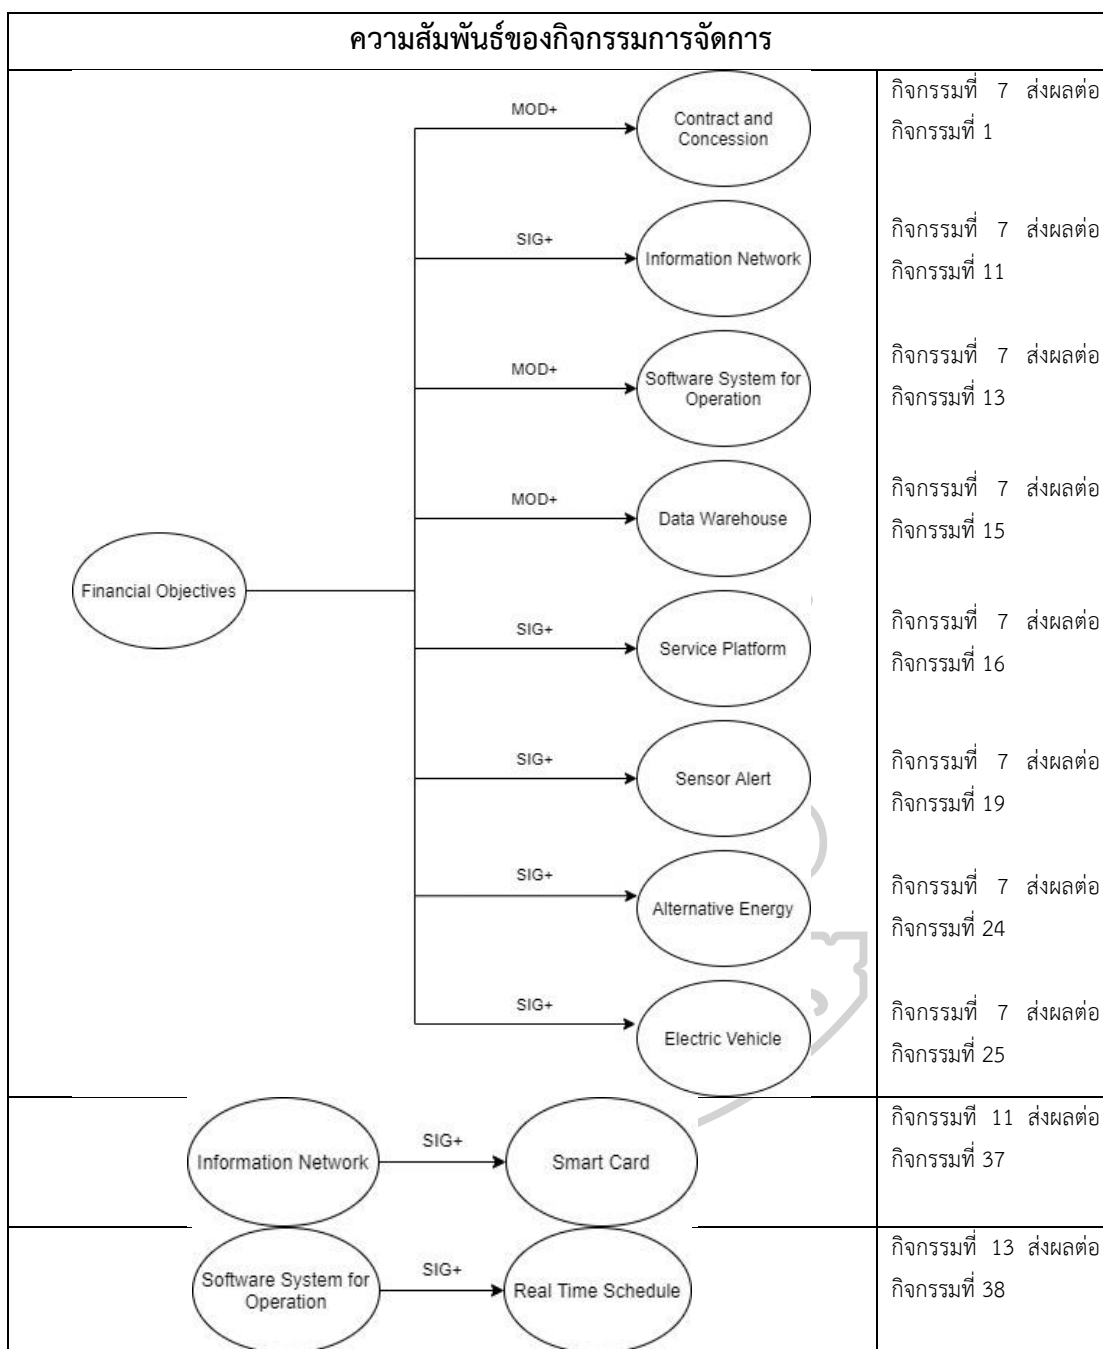 ความสัมพันธ์ของกิจกรรมการจัดการ
MOD+
Contract and
Concession
กิจกรรมที่ 7 ส่งผลต่อ
กิจกรรมที่ 1
SIG+
Information Network
กิจกรรมที่ 7 ส่งผลต่อ
กิจกรรมที่ 11
MOD+
Software System for
Operation
กิจกรรมที่ 7 ส่งผลต่อ
กิจกรรมที่ 13
MOD+
Data Warehouse
กิจกรรมที่ 7 ส่งผลต่อ
กิจกรรมที่ 15
Financial Objectives
SIG+
Service Platform
กิจกรรมที่ 7 ส่งผลต่อ
กิจกรรมที่ 16
SIG+
Sensor Alert
กิจกรรมที่ 7 ส่งผลต่อ
กิจกรรมที่ 19
SIG+
Alternative Energy
กิจกรรมที่ 7 ส่งผลต่อ
กิจกรรมที่ 24
SIG+
Electric Vehicle
กิจกรรมที่ 7 ส่งผลต่อ
กิจกรรมที่ 25
Information Network
SIG+
Smart Card
กิจกรรมที 11 ส่งผลต่อ
กิจกรรมที่ 37
Software System for
Operation
SIG+
Real Time Schedule
กิจกรรมที่ 13 ส่งผลต่อ
กิจกรรมที่ 38